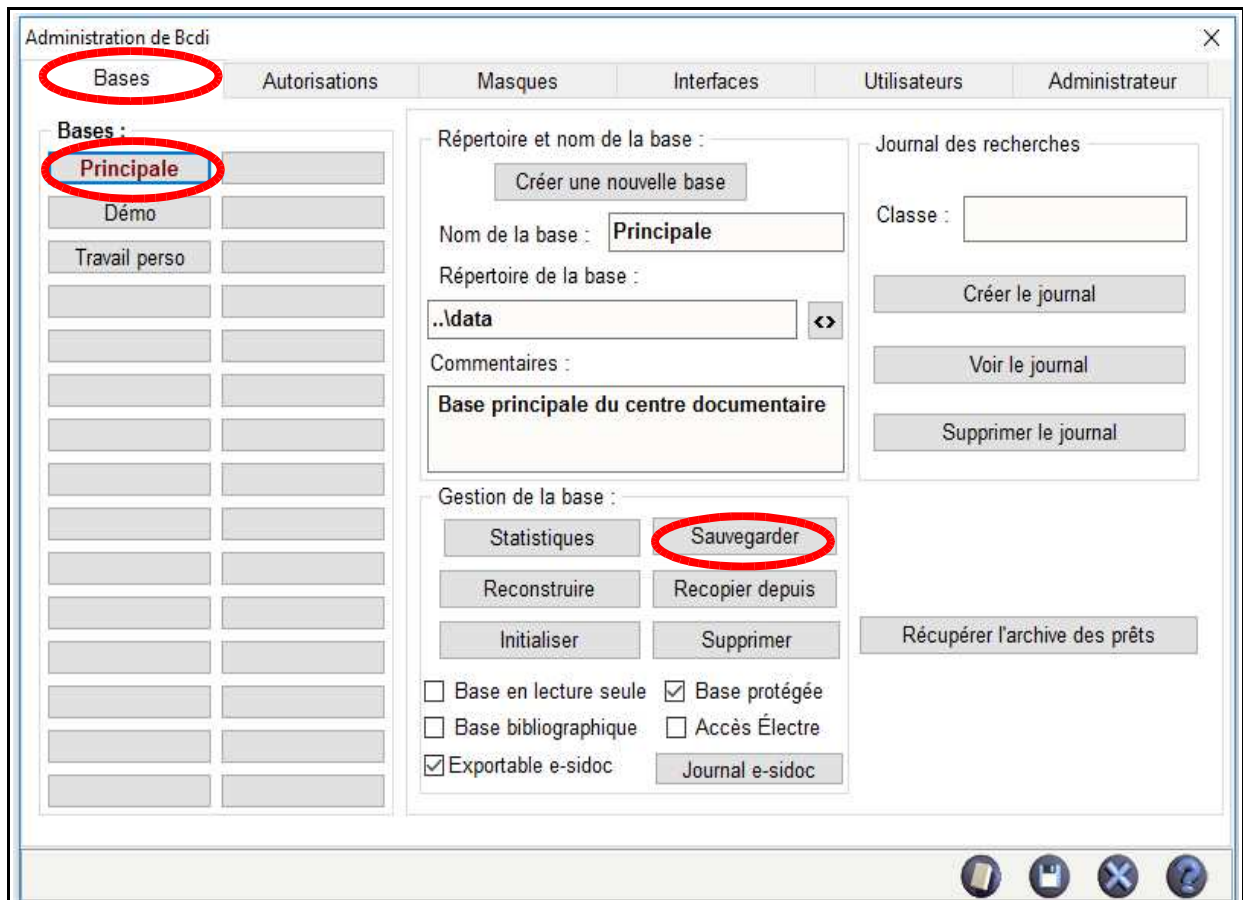 Administration de Bcdi
Bases
Autorisations
Masques
Interfaces
Utilisateurs
Administrateur
Bases :
Principale
Démo
Travail perso
Répertoire et nom de la base :
Créer une nouvelle base
Nom de la base : Principale
Répertoire de la base :
..\data
<>
Commentaires :
Base principale du centre documentaire
Gestion de la base :
Statistiques
Sauvegarder
Reconstruire
Recopier depuis
Initialiser
Supprimer
Base en lecture seule
Base protégée
Base bibliographique
Accès Électre
Exportable e-sidoc
Journal e-sidoc
Journal des recherches
Classe :
Créer le journal
Voir le journal
Supprimer le journal
Récupérer l'archive des prêts
?